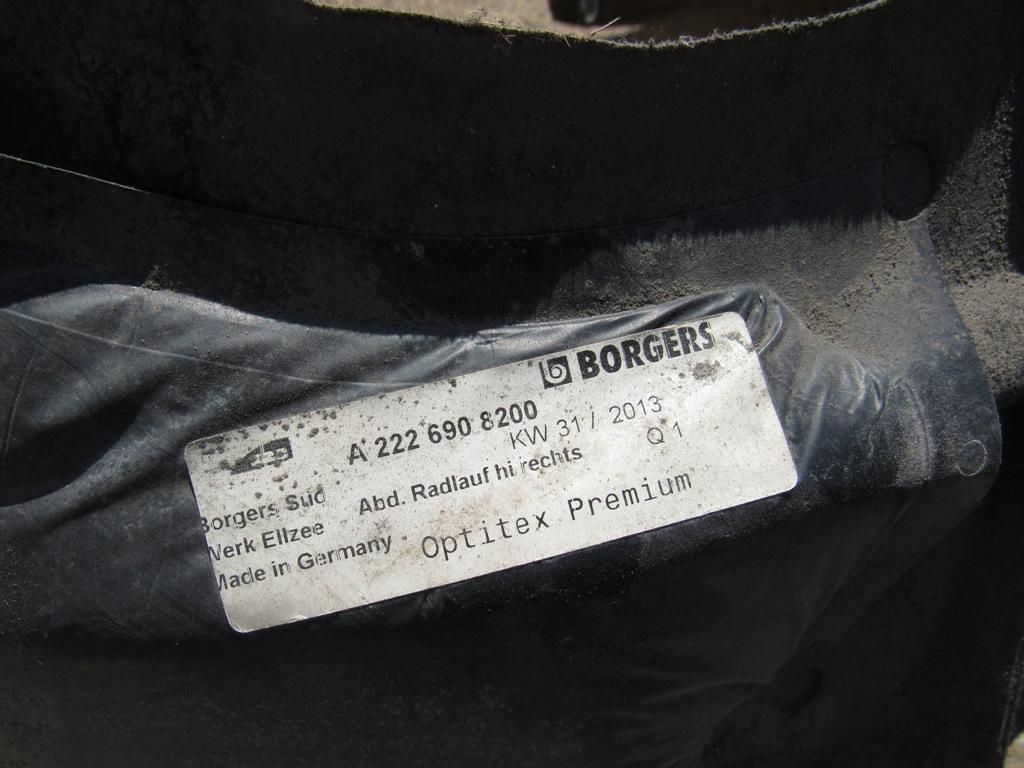 BORGERS
A 222 690 8200
KW 31 / 2013
Q 1
Borgers Süd
Abd. Radlauf hi rechts
Werk Ellzee
Made in Germany
Optitex Premium